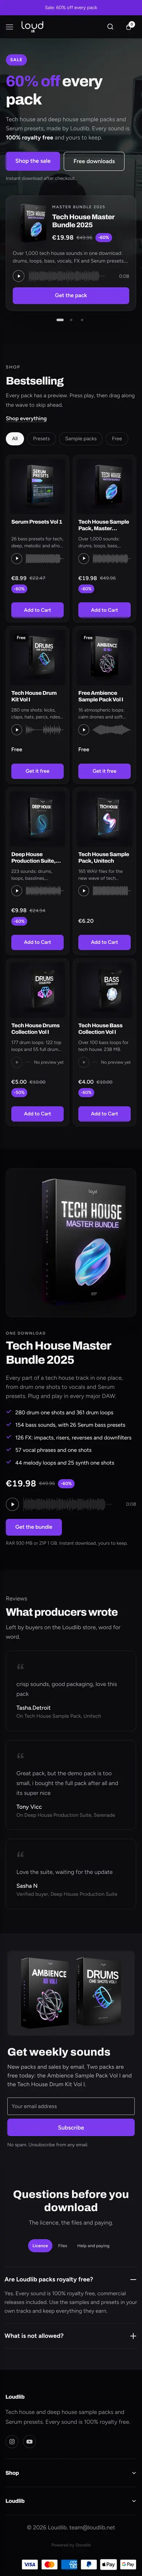 Sale: 60% off every pack
loud
lib
0
SALE
60% off every
pack
Tech house and deep house sample packs and
Serum presets, made by Loudlib. Every sound is
100% royalty free and yours to keep.
Shop the sale
Free downloads
Instant download after checkout
MASTER BUNDLE 2025
Tech House Master
Bundle 2025
€19.98 €49.95 -60%
Over 1,000 tech house sounds in one download:
drums, loops, bass, vocals, FX and Serum presets,...
0:08
Get the pack
SHOP
Bestselling
Every pack has a preview. Press play, then drag along
the wave to skip ahead.
Shop everything
All
Presets
Sample packs
Free
Serum Presets Vol 1
26 bass presets for tech,
deep, melodic and afro...
€8.99 €22.47
-60%
Add to Cart
Tech House Sample
Pack, Master...
Over 1,000 sounds:
drums, loops, bass,...
€19.98 €49.95
-60%
Add to Cart
Free
Tech House Drum
Kit Vol I
280 one shots: kicks,
claps, hats, percs, rides...
Free
Get it free
Free
Free Ambience
Sample Pack Vol I
16 atmospheric loops:
calm drones and soft...
Free
Get it free
Deep House
Production Suite,...
223 sounds: drums,
loops, basslines,...
€9.98 €24.94
-60%
Add to Cart
Tech House Sample
Pack, Unitech
165 WAV files for the
new wave of tech...
€6.20
Add to Cart
Tech House Drums
Collection Vol I
177 drum loops: 122 top
loops and 55 full drum...
No preview yet
€5.00 €10.00
-50%
Add to Cart
Tech House Bass
Collection Vol I
Over 100 bass loops for
tech house, 238 MB.
No preview yet
€4.00 €10.00
-60%
Add to Cart
loud
TECH HOUSE
MASTER BUNDLE
ONE DOWNLOAD
Tech House Master
Bundle 2025
Every part of a tech house track in one place,
from drum one shots to vocals and Serum
presets. Plug and play in every major DAW.
280 drum one shots and 361 drum loops
154 bass sounds, with 26 Serum bass presets
126 FX: impacts, risers, reverses and downlifters
57 vocal phrases and one shots
44 melody loops and 25 synth one shots
€19.98 €49.95 -60%
0:08
Get the bundle
RAR 930 MB or ZIP 1 GB. Instant download, yours to keep.
Reviews
What producers wrote
Left by buyers on the Loudlib store, word for
word.
crisp sounds, good packaging, love this
pack
Tasha.Detroit
On Tech House Sample Pack, Unitech
Great pack, but the demo pack is too
small, i bought the full pack after all and
its super nice
Tony Vicc
On Deep House Production Suite, Serenade
Love the suite, waiting for the update
Sasha N
Verified buyer, Deep House Production Suite
AMBIENCE
KIT VOL I
DRUMS
ONE SHOTS
Get weekly sounds
New packs and sales by email. Two packs are
free today: the Ambience Sample Pack Vol I and
the Tech House Drum Kit Vol I.
Your email address
Subscribe
No spam. Unsubscribe from any email.
Questions before you
download
The licence, the files and paying.
Licence
Files
Help and paying
Are Loudlib packs royalty free?
Yes. Every sound is 100% royalty free, commercial
releases included. Use the samples and presets in your
own tracks and keep everything they earn.
What is not allowed?
Loudlib
Tech house and deep house sample packs and
Serum presets. Every sound is 100% royalty free.
Shop
Loudlib
© 2026 Loudlib. team@loudlib.net
Powered by Shopific
VISA
AMEX
Pay
G Pay